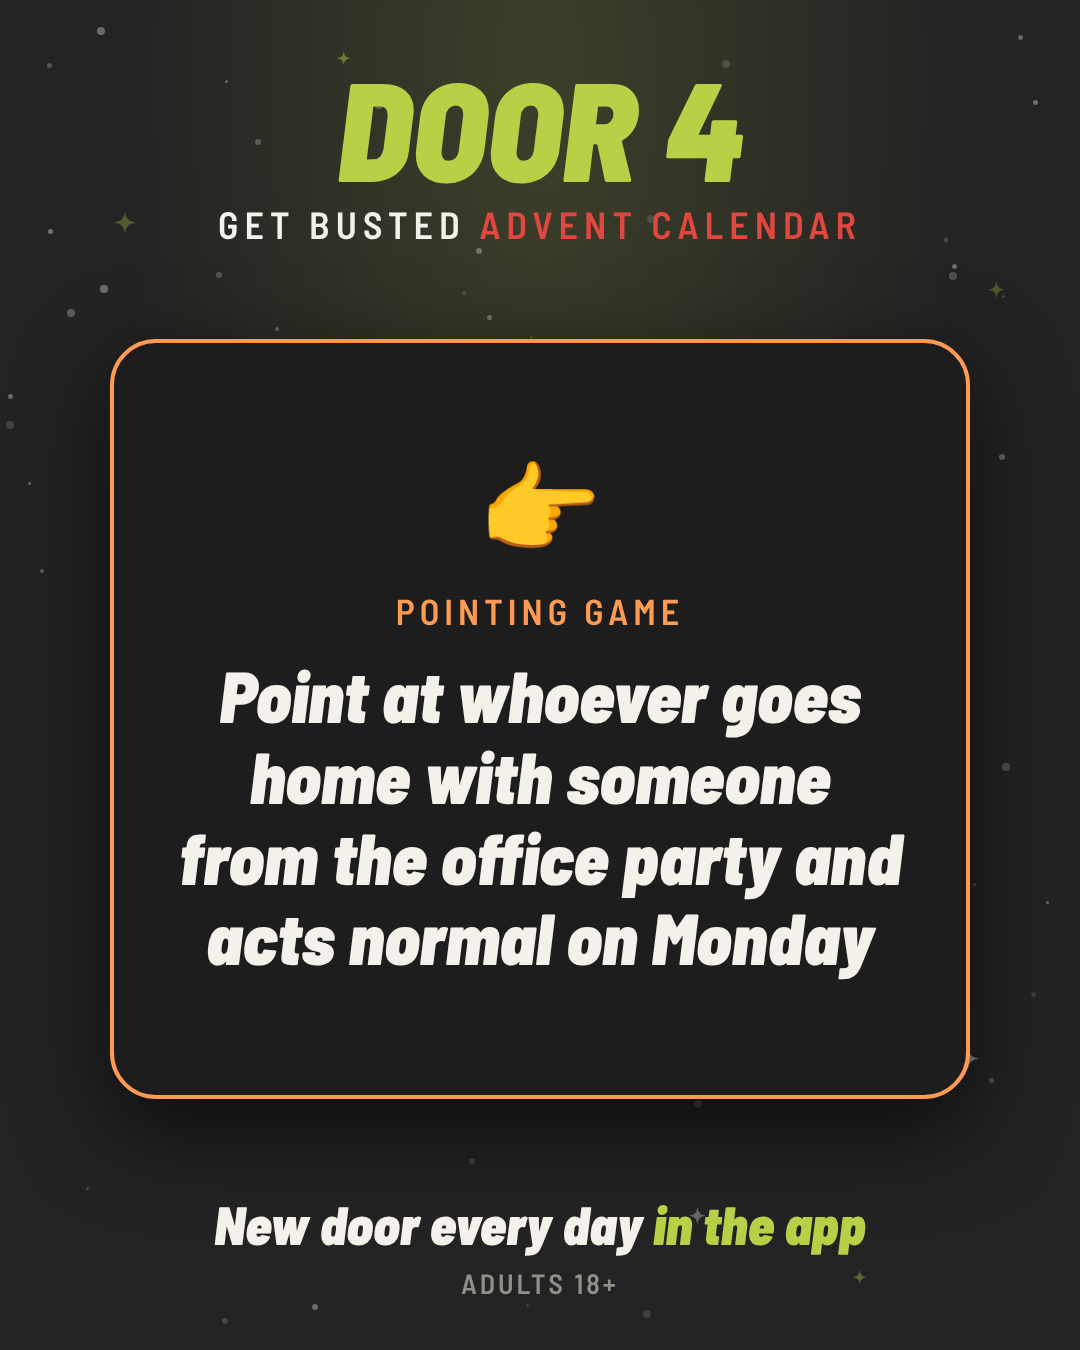 DOOR 4
GET BUSTED ADVENT CALENDAR
POINTING GAME
Point at whoever goes
home with someone
from the office party and
acts normal on Monday
New door every day in the app
ADULTS 18+